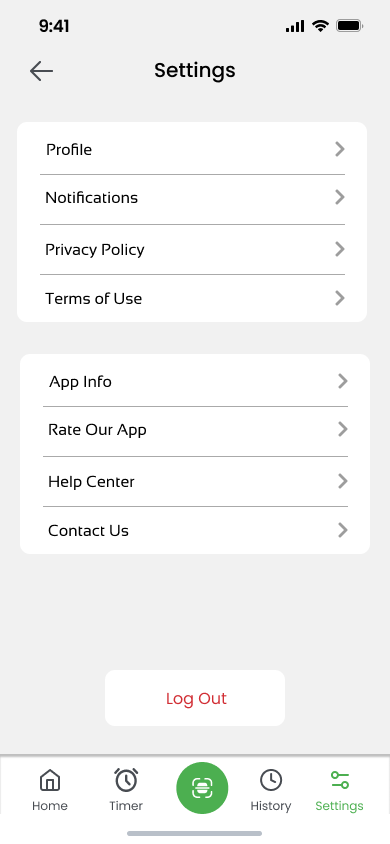 9:41
Settings
Profile
Notifications
Privacy Policy
Terms of Use
App Info
Rate Our App
Help Center
Contact Us
Log Out
Home
Timer
History
Settings